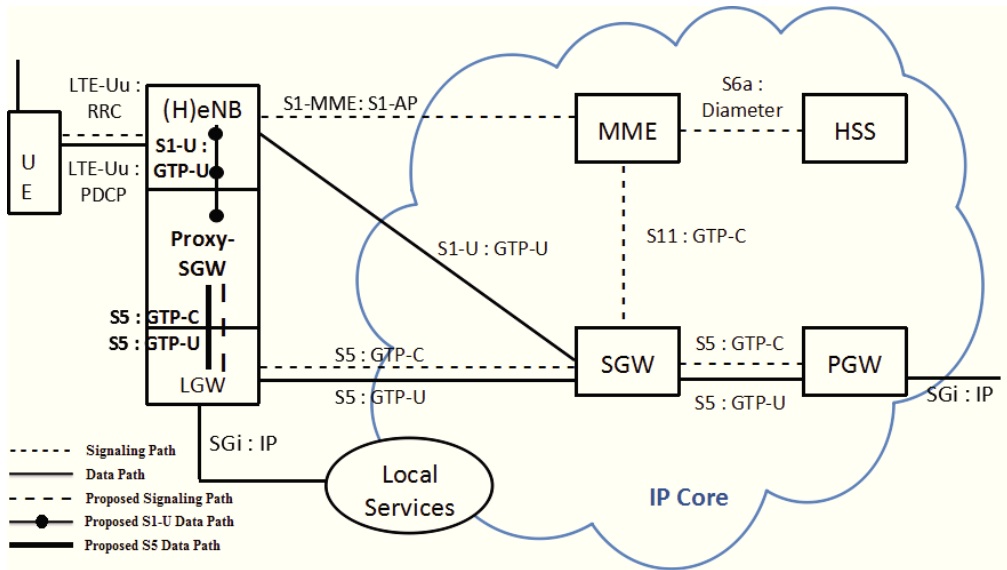 LTE-Uu :
RRC
U
E
LTE-Uu :
PDCP
(H)eNB
S1-U :
GTP-U
Proxy-
SGW
S5 : GTP-C
S5 : GTP-U
LGW
S1-MME: S1-AP
MME
S6a :
Diameter
HSS
S11 : GTP-C
S1-U : GTP-U
S5 : GTP-C
S5 : GTP-U
SGW
S5 : GTP-C
S5 : GTP-U
PGW
SGi : IP
SGi : IP
Local
Services
IP Core
Signaling Path
Data Path
Proposed Signaling Path
Proposed S1-U Data Path
Proposed S5 Data Path